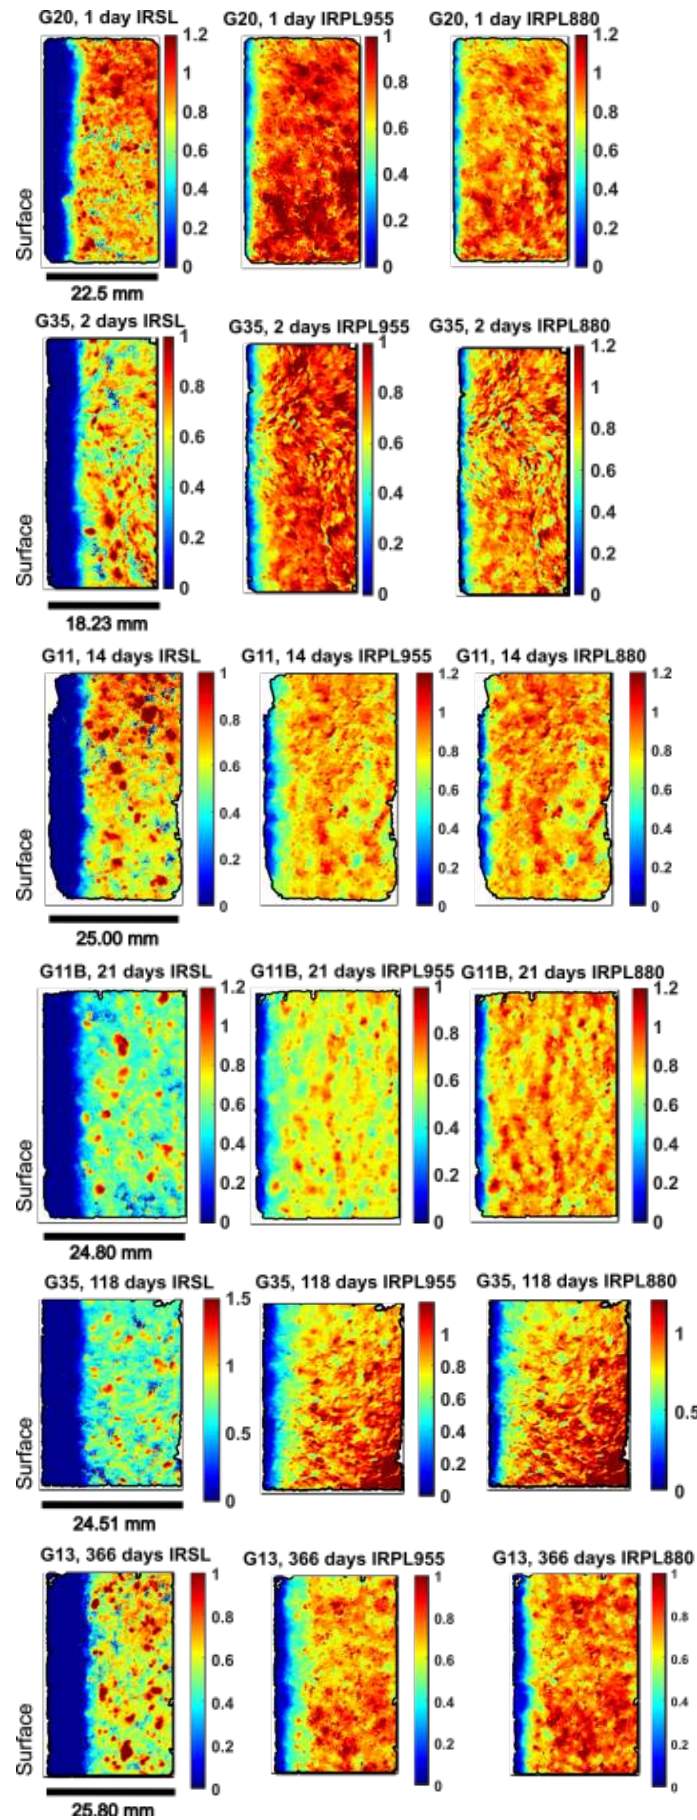 G20, 1 day IRSL IRPL955 IRPL880
1.2 1 1.2
1 0.8 1
0.8 0.6 0.8
0.6 0.6
0.4 0.4 0.4
0.2 0.2 0.2
0 0 0
Surface
22.5 mm
G35, 2 days IRSL G35, 2 days IRPL955 G35, 2 days IRPL880
1 1 1.2
0.8 0.8 1
0.6 0.6 0.8
0.4 0.4 0.6
0.2 0.2 0.4
0 0 0.2
0
Surface
18.23 mm
G11, 14 days IRSL G11, 14 days IRPL955 G11, 14 days IRPL880
1 1.2 1.2
0.8 1 1
0.6 0.8 0.8
0.4 0.6 0.6
0.2 0.4 0.4
0 0.2 0.2
0 0
Surface
25.00 mm
G11B, 21 days IRSL G11B, 21 days IRPL955 G11B, 21 days IRPL880
1.2 1 1.2
1 0.8 1
0.8 0.6 0.8
0.6 0.4 0.6
0.4 0.2 0.4
0.2 0 0.2
0 0
Surface
24.80 mm
G35, 118 days IRSL G35, 118 days IRPL955 G35, 118 days IRPL880
1.5 1 1
1 0.8 0.5
0.5 0.6 0
0 0.4
0.2
0
Surface
24.51 mm
G13, 366 days IRSL G13, 366 days IRPL955 G13, 366 days IRPL880
1 1 1
0.8 0.8 0.8
0.6 0.6 0.6
0.4 0.4 0.4
0.2 0.2 0.2
0 0 0
Surface
25.80 mm